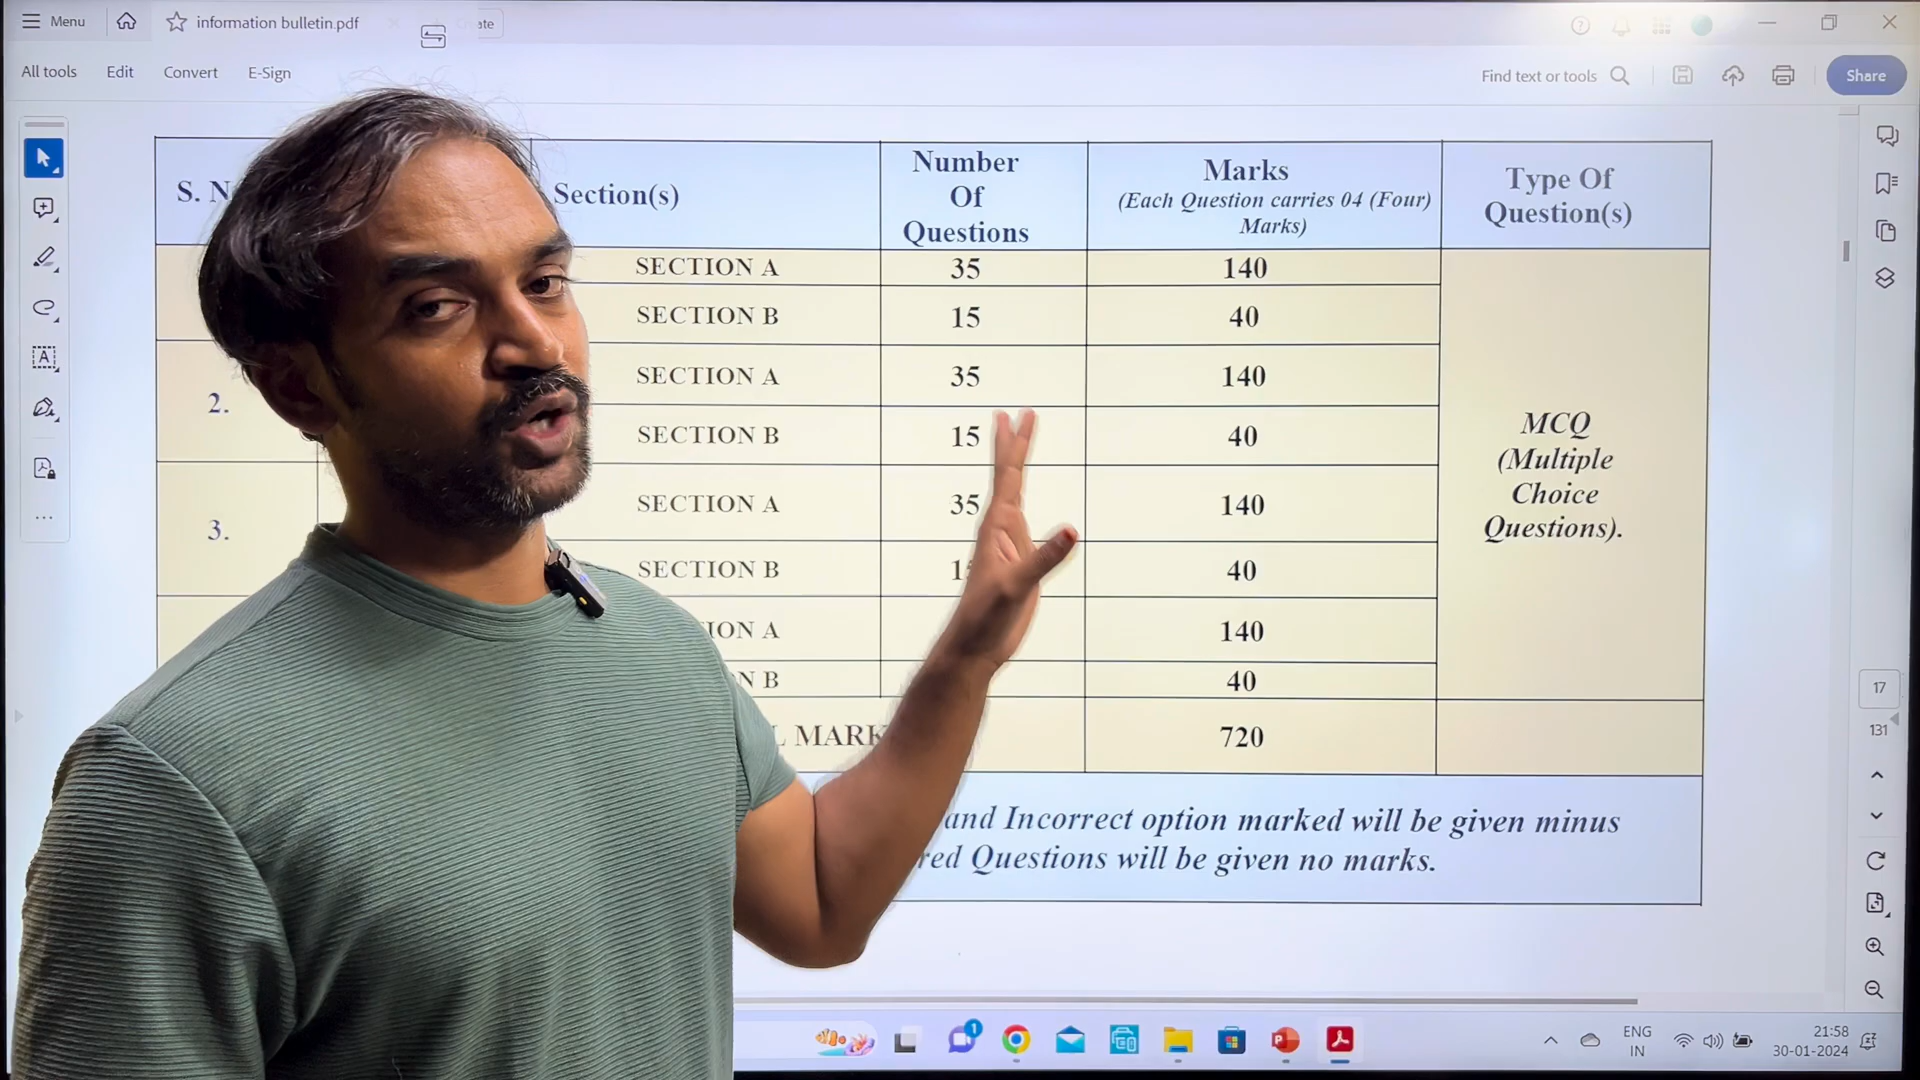 Menu
information bulletin.pdf
All tools
Edit
Convert
E-Sign
Find text or tools
Share
Section(s)
Number
Of
Questions
Marks
(Each Question carries 04 (Four)
Marks)
Type Of
Question(s)
SECTION A 35 140
SECTION B 15 40
2.
SECTION A 35 140
SECTION B 15 40
3.
SECTION A 35 140
SECTION B 40
A 140
B 40
720
MCQ
(Multiple
Choice
Questions).
and Incorrect option marked will be given minus
Questions will be given no marks.
17
131
1
ENG
IN
21:58
30-01-2024